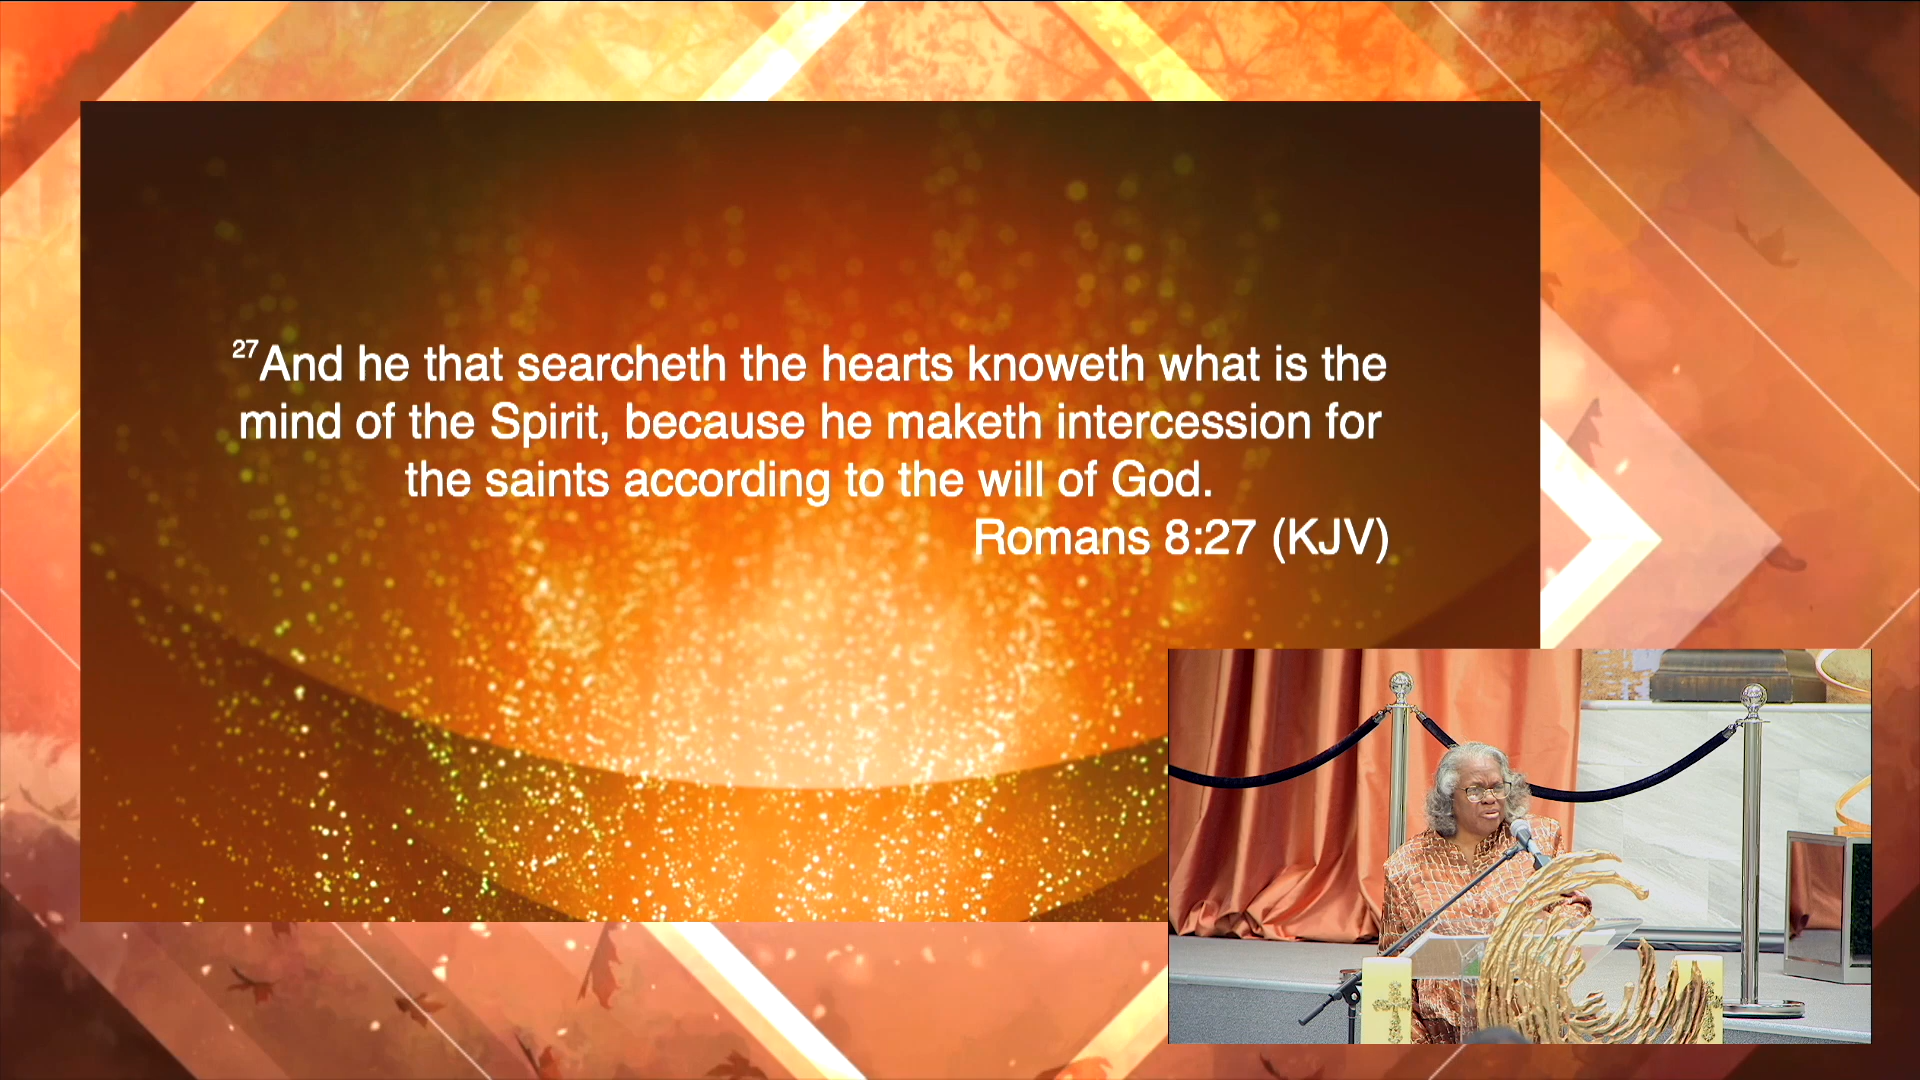 27And he that searcheth the hearts knoweth what is the
mind of the Spirit, because he maketh intercession for
the saints according to the will of God.
Romans 8:27 (KJV)